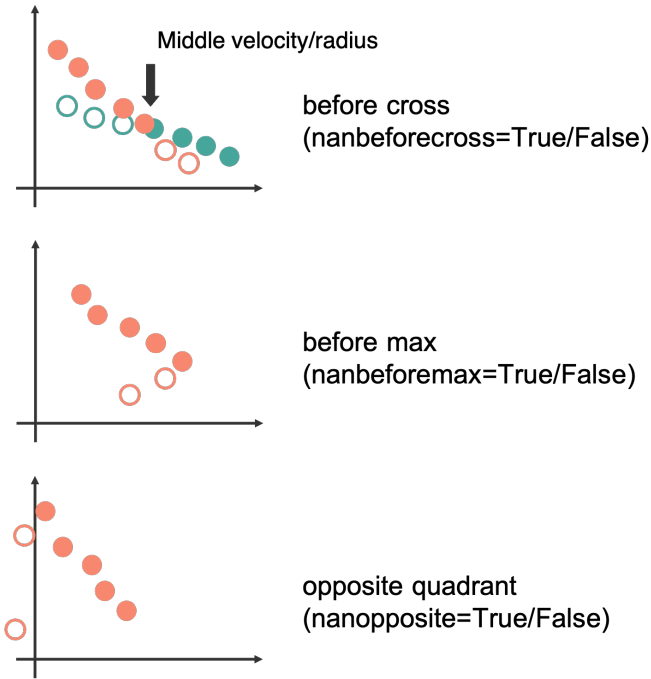 Middle velocity/radius
before cross
(nanbeforecross=True/False)
before max
(nanbeforemax=True/False)
opposite quadrant
(nanopposite=True/False)